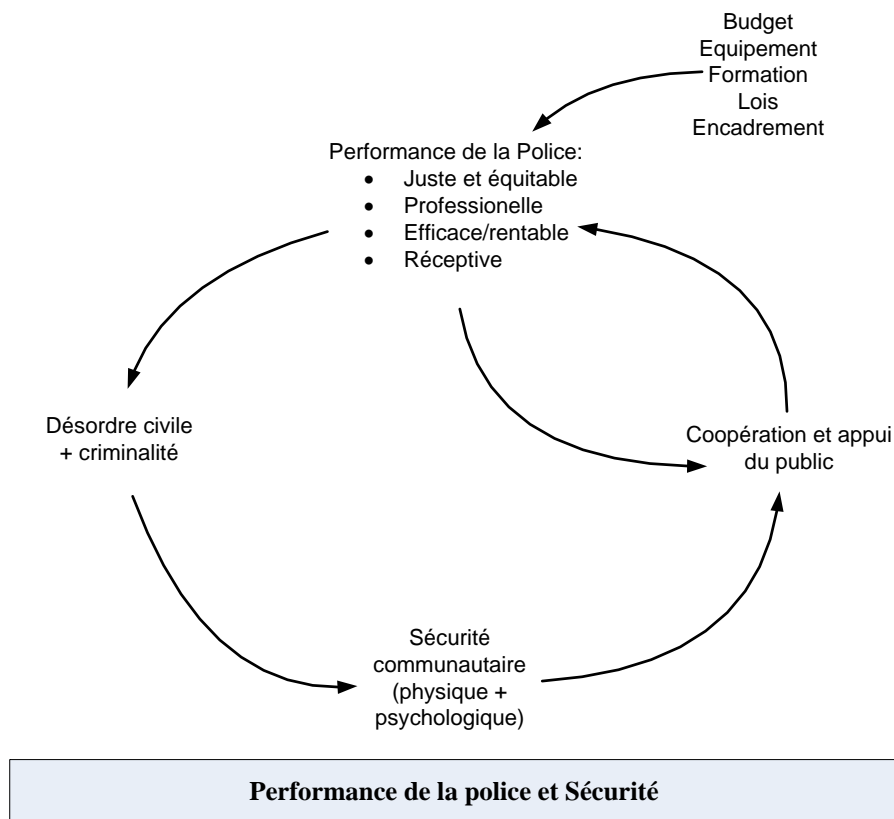 Budget
Equipement
Formation
Lois
Encadrement
Performance de la Police:
• Juste et équitable
• Professionelle
• Efficace/rentable
• Réceptive
Désordre civile
+ criminalité
Coopération et appui
du public
Sécurité
communautaire
(physique +
psychologique)
Performance de la police et Sécurité